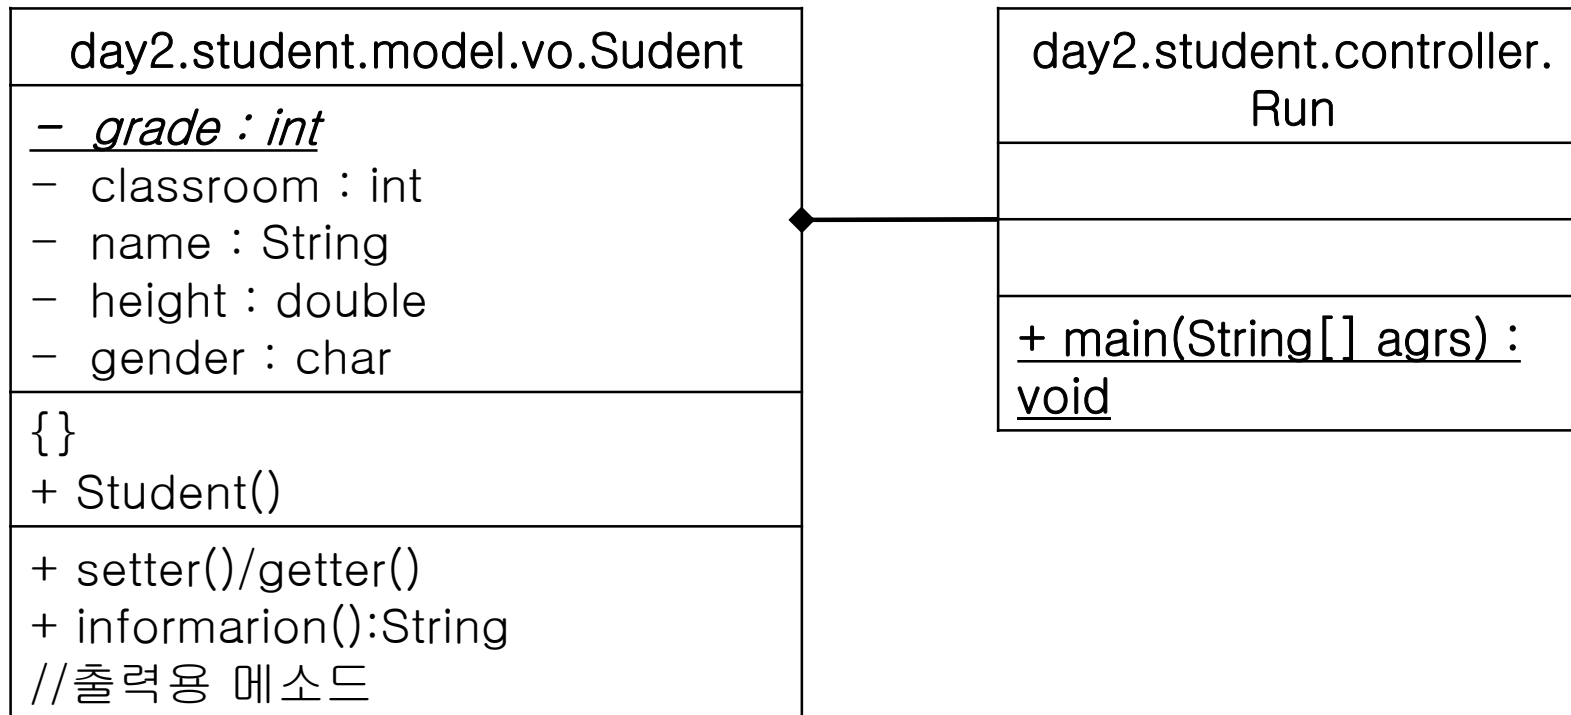 day2.student.model.vo.Sudent
- grade : int
- classroom : int
- name : String
- height : double
- gender : char
{}
+ Student()
+ setter()/getter()
+ informarion():String
//출력용 메소드
day2.student.controller.
Run
+ main(String[] agrs) :
void